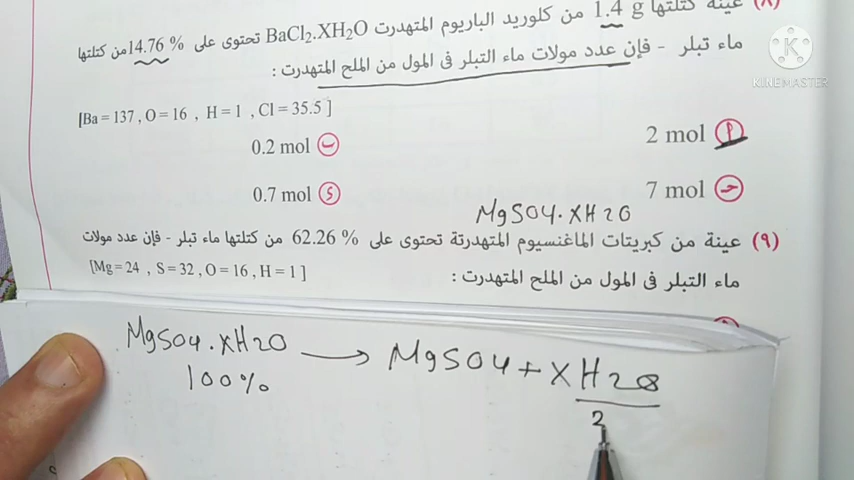 (٨) عينة كتلتها 1.4 g من كلوريد الباريوم المتهدرت BaCl₂.XH₂O تحتوى على % 14.76 من كتلتها
ماء تبلر - فإن عدد مولات ماء التبلر فى المول من الملح المتهدرت :
[Ba = 137 , O = 16 , H = 1 , Cl = 35.5 ]
أ 2 mol
ب 0.2 mol
ج 7 mol
د 0.7 mol
MgSO4.XH2O
(٩) عينة من كبريتات الماغنسيوم المتهدرتة تحتوى على % 62.26 من كتلتها ماء تبلر - فإن عدد مولات
ماء التبلر فى المول من الملح المتهدرت :
[Mg = 24 , S = 32 , O = 16 , H = 1 ]
MgSO4.XH2O → MgSO4 + XH2O
100%
2
K
KINEMASTER